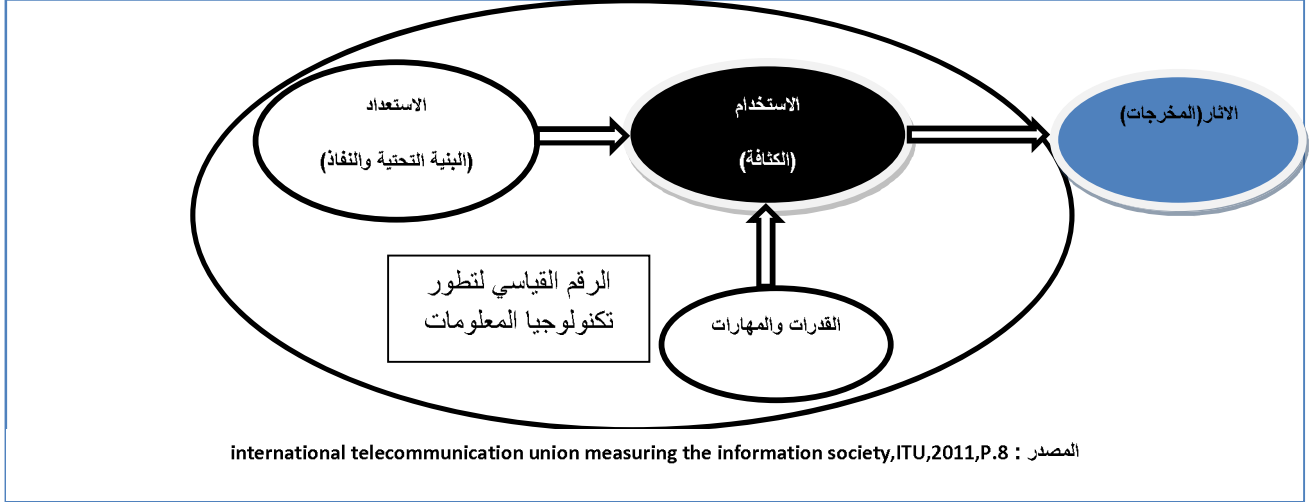 الاستعداد
(البنية التحتية والنفاذ)
الاستخدام
(الكثافة)
الاثار(المخرجات)
الرقم القياسي لتطور
تكنولوجيا المعلومات
القدرات والمهارات
المصدر : international telecommunication union measuring the information society,ITU,2011,P.8